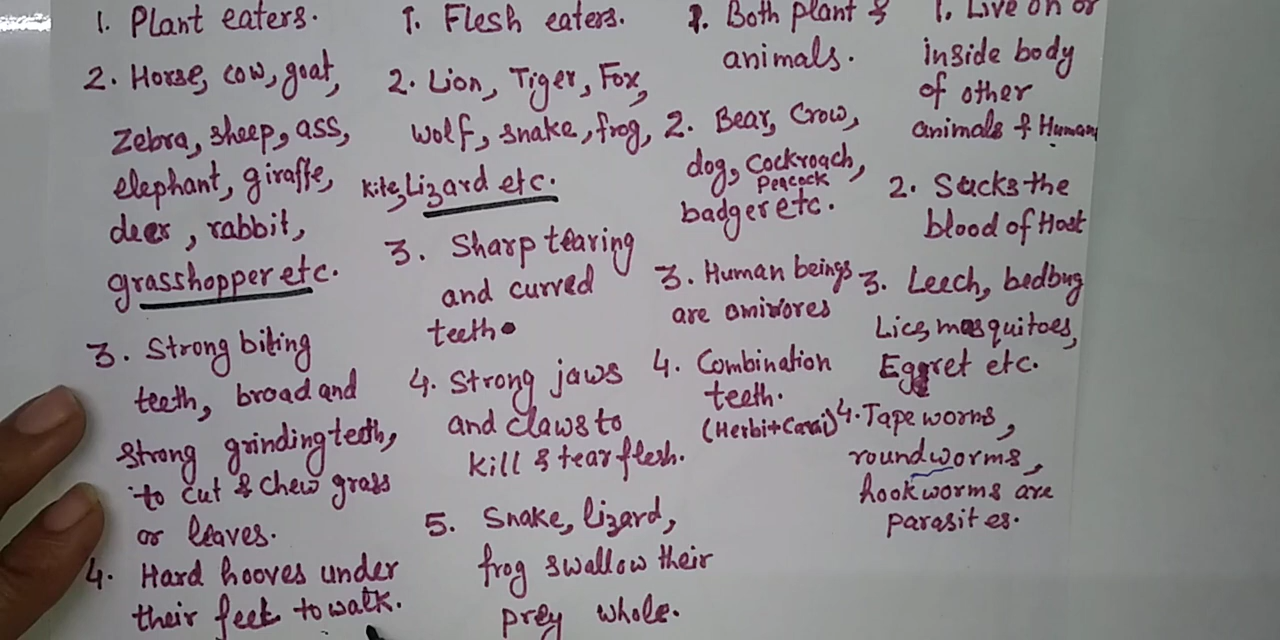 1. Plant eaters.
2. Horse, cow, goat,
Zebra, sheep, ass,
elephant, giraffe,
deer, rabbit,
grasshopper etc.
3. Strong biting
teeth, broad and
strong grinding teeth,
to cut & chew grass
or leaves.
4. Hard hooves under
their feet to walk.
1. Flesh eaters.
2. Lion, Tiger, Fox,
wolf, snake, frog,
Kite, Lizard etc.
3. Sharp tearing
and curved
teeth.
4. Strong jaws
and claws to
kill & tear flesh.
5. Snake, lizard,
frog swallow their
prey whole.
1. Both plant &
animals.
2. Bear, Crow,
dog, Cockroach,
Peacock
badger etc.
3. Human beings
are omivores
4. Combination
teeth.
(Herbi+Carni)
1. Live on or
inside body
of other
animals & Human
2. Sucks the
blood of Host
3. Leech, bedbug
Lice, mosquitoes,
Eggret etc.
4. Tape worms,
roundworms,
hookworms are
parasites.